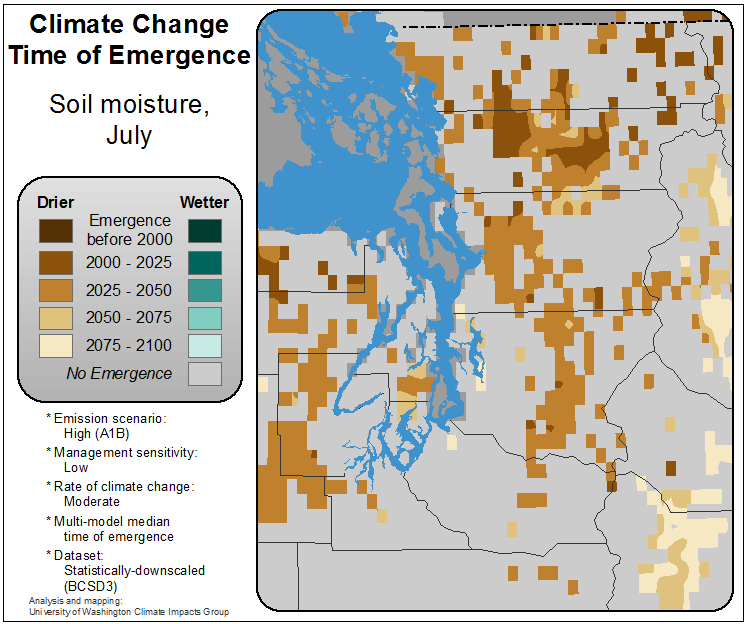 Climate Change
Time of Emergence
Soil moisture,
July
Drier Wetter
Emergence
before 2000
2000 - 2025
2025 - 2050
2050 - 2075
2075 - 2100
No Emergence
* Emission scenario:
High (A1B)
* Management sensitivity:
Low
* Rate of climate change:
Moderate
* Multi-model median
time of emergence
* Dataset:
Statistically-downscaled
(BCSD3)
Analysis and mapping:
University of Washington Climate Impacts Group